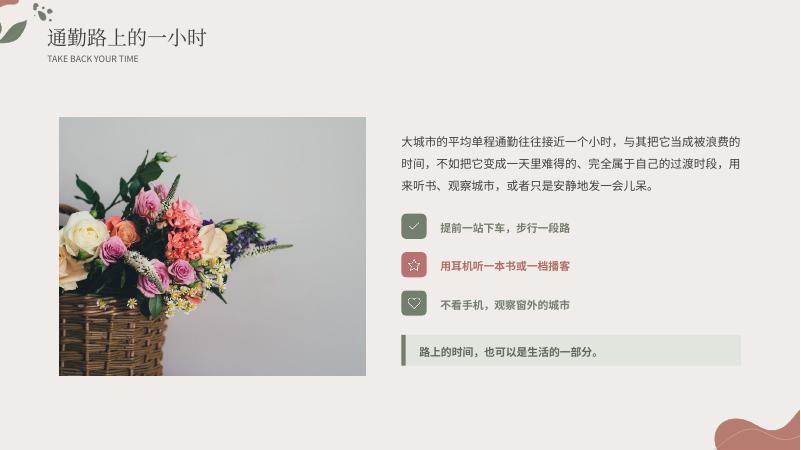 通勤路上的一小时
TAKE BACK YOUR TIME
大城市的平均单程通勤往往接近一个小时，与其把它当成被浪费的
时间，不如把它变成一天里难得的、完全属于自己的过渡时段，用
来听书、观察城市，或者只是安静地发一会儿呆。
提前一站下车，步行一段路
用耳机听一本书或一档播客
不看手机，观察窗外的城市
路上的时间，也可以是生活的一部分。